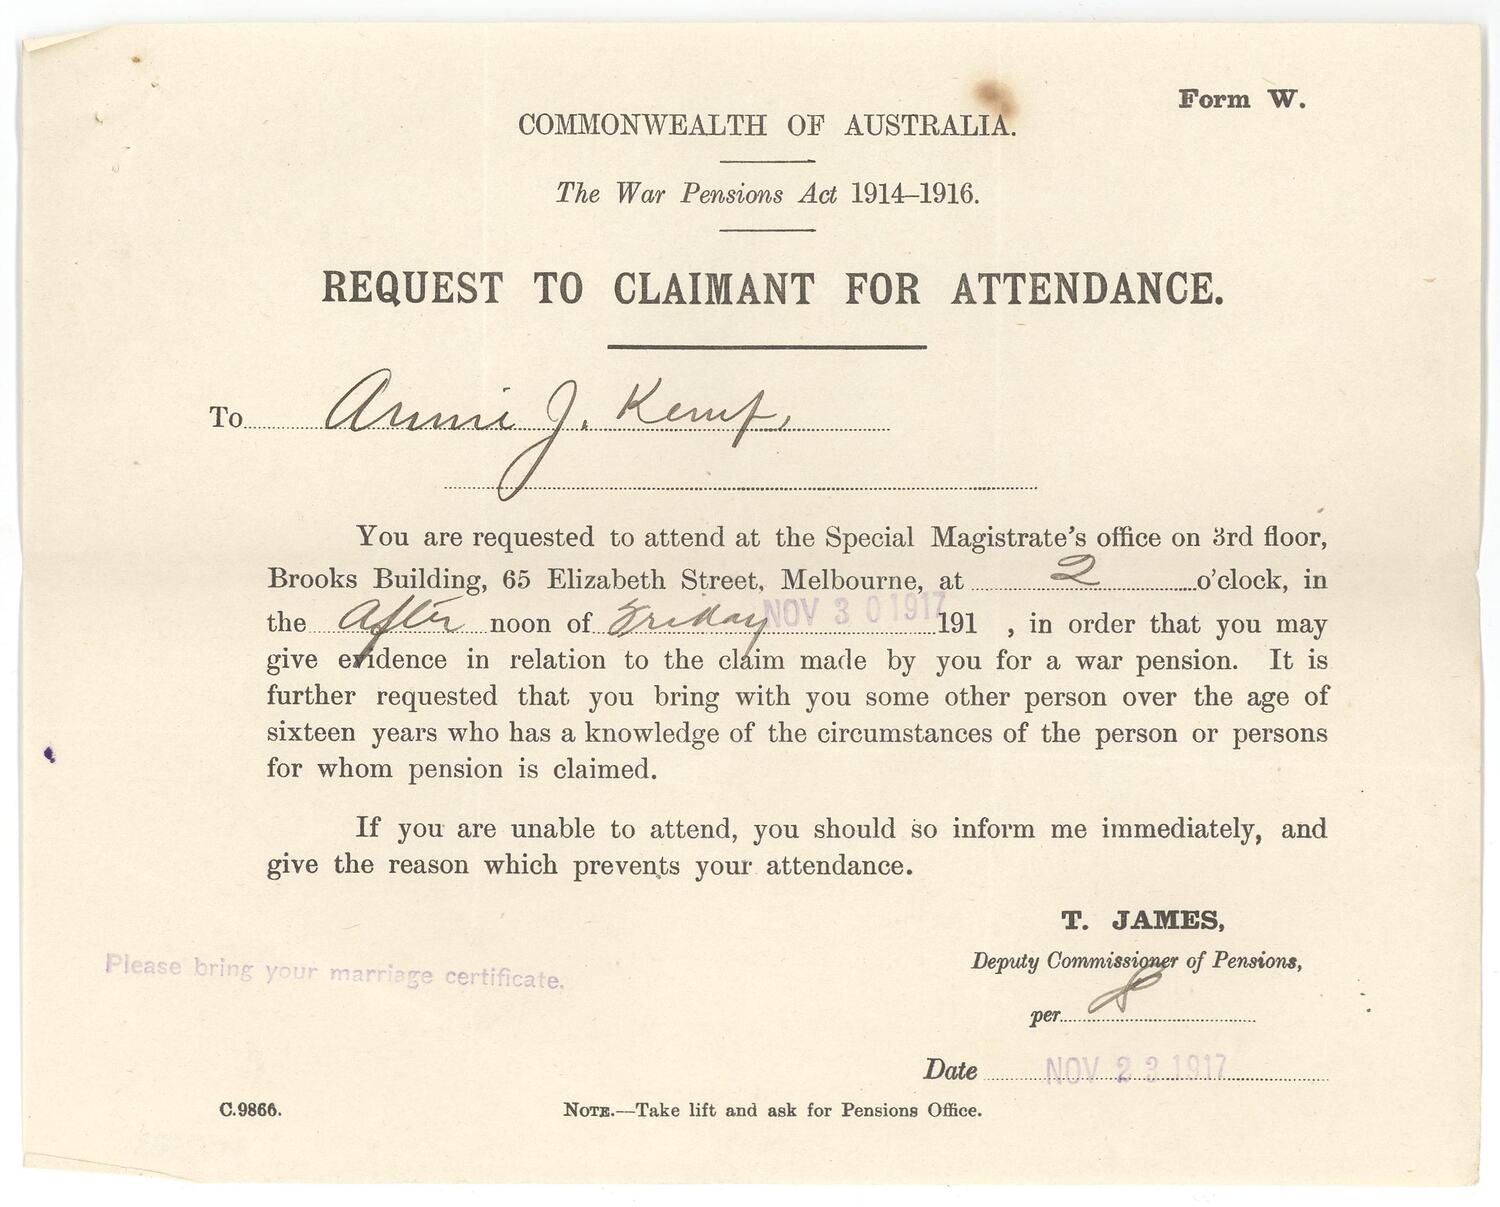 Form W.
COMMONWEALTH OF AUSTRALIA.
The War Pensions Act 1914–1916.
REQUEST TO CLAIMANT FOR ATTENDANCE.
To Annie J. Kemp,
You are requested to attend at the Special Magistrate's office on 3rd floor,
Brooks Building, 65 Elizabeth Street, Melbourne, at 2 o'clock, in
the After noon of Friday NOV 30 1917 191 , in order that you may
give evidence in relation to the claim made by you for a war pension. It is
further requested that you bring with you some other person over the age of
sixteen years who has a knowledge of the circumstances of the person or persons
for whom pension is claimed.
If you are unable to attend, you should so inform me immediately, and
give the reason which prevents your attendance.
T. JAMES,
Deputy Commissioner of Pensions,
Please bring your marriage certificate.
per
Date NOV 23 1917
C.9866.
NOTE.—Take lift and ask for Pensions Office.